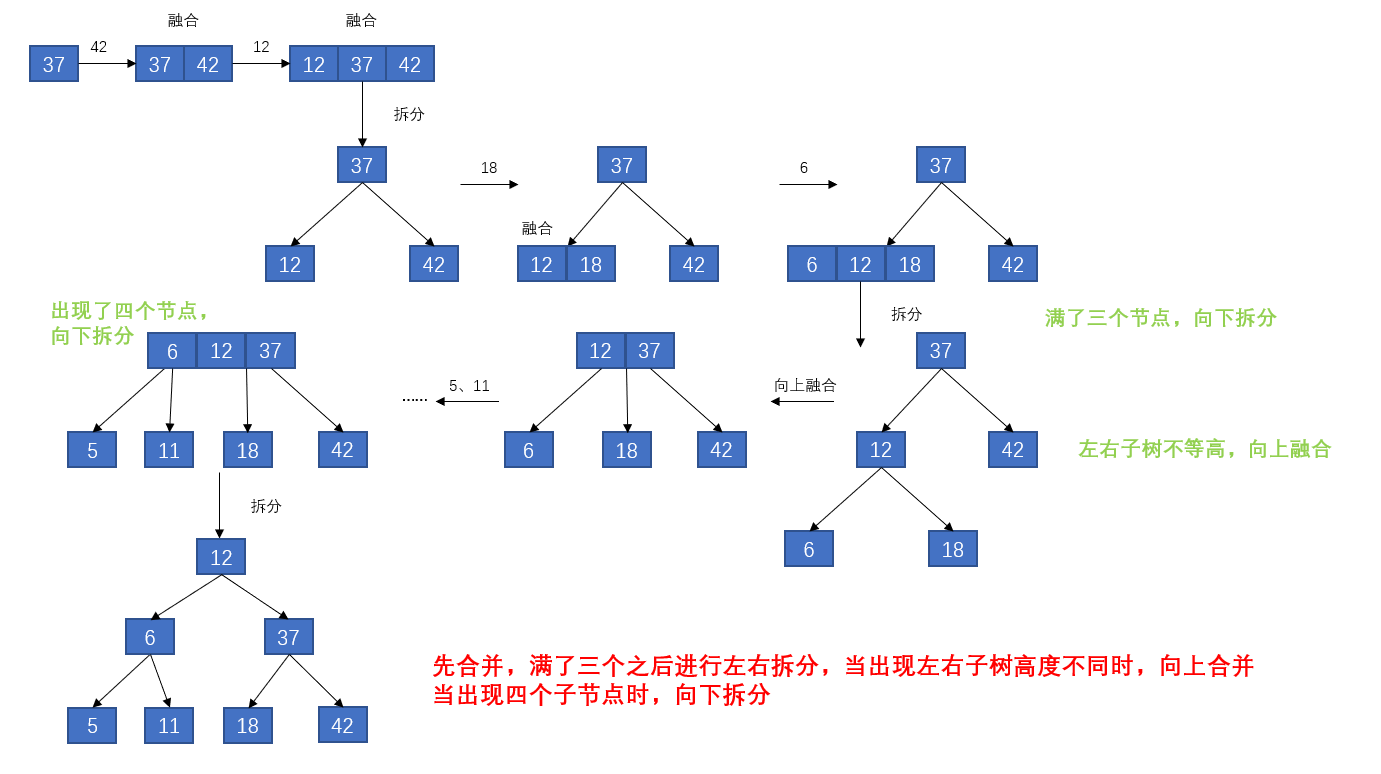 融合
融合
37
42
37 42
12
12 37 42
拆分
37
18
37
6
37
12
42
融合
12 18
42
6 12 18
42
出现了四个节点，
向下拆分
满了三个节点，向下拆分
拆分
6 12 37
12 37
37
5、11
……
向上融合
5
11
18
42
6
18
42
12
42
左右子树不等高，向上融合
拆分
6
18
12
6
37
先合并，满了三个之后进行左右拆分，当出现左右子树高度不同时，向上合并
当出现四个子节点时，向下拆分
5
11
18
42